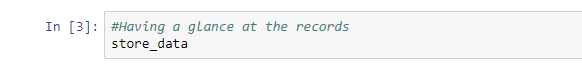 In [3]: #Having a glance at the records
store_data